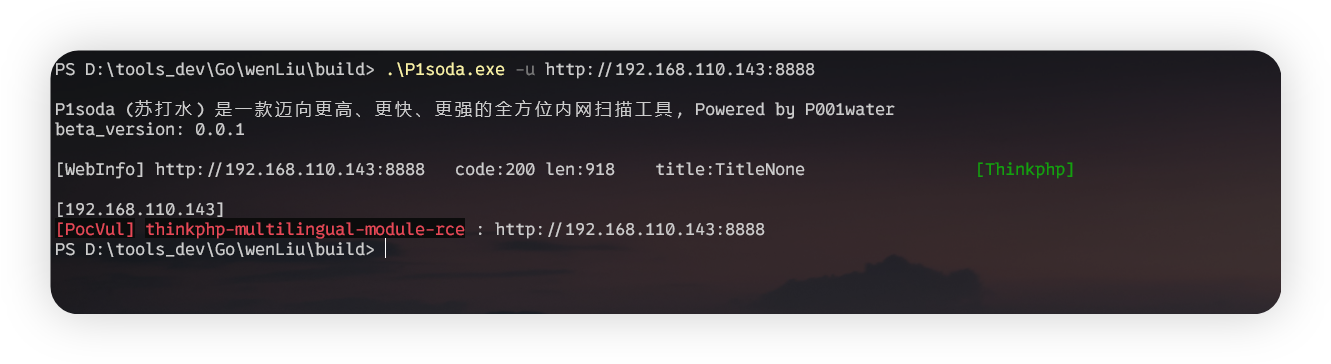 PS D:\tools_dev\Go\wenLiu\build> .\P1soda.exe -u http://192.168.110.143:8888
P1soda (苏打水) 是一款迈向更高、更快、更强的全方位内网扫描工具, Powered by P001water
beta_version: 0.0.1
[WebInfo] http://192.168.110.143:8888 code:200 len:918 title:TitleNone [Thinkphp]
[192.168.110.143]
[PocVul] thinkphp-multilingual-module-rce : http://192.168.110.143:8888
PS D:\tools_dev\Go\wenLiu\build>